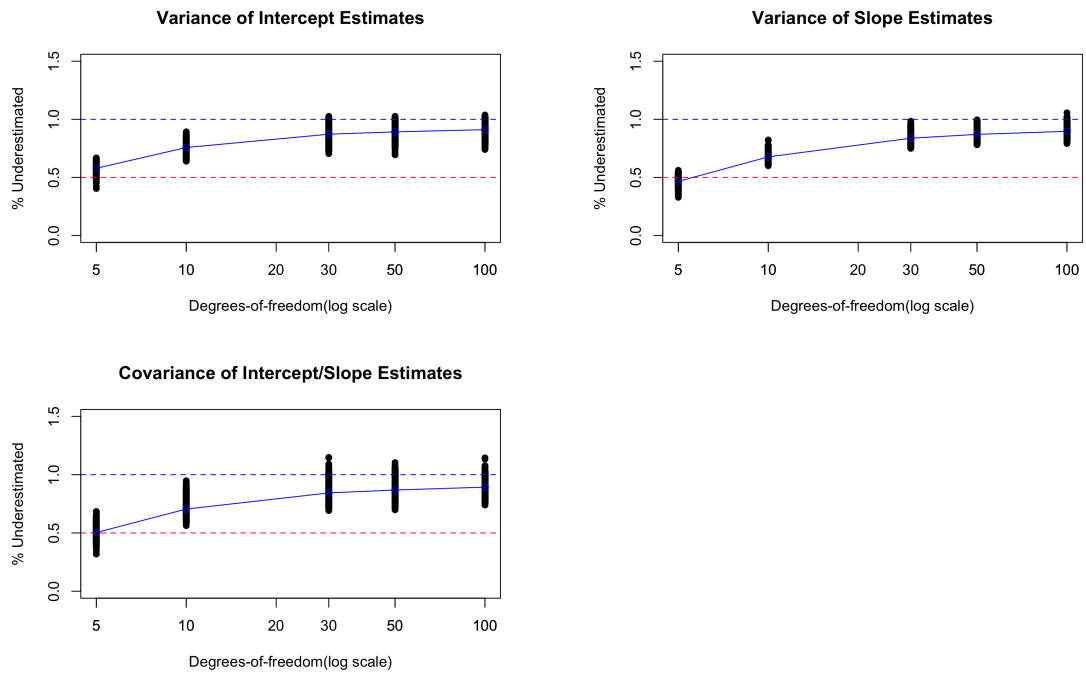 Variance of Intercept Estimates
% Underestimated
1.5
1.0
0.5
0.0
5 10 20 30 50 100
Degrees-of-freedom(log scale)
Variance of Slope Estimates
% Underestimated
1.5
1.0
0.5
0.0
5 10 20 30 50 100
Degrees-of-freedom(log scale)
Covariance of Intercept/Slope Estimates
% Underestimated
1.5
1.0
0.5
0.0
5 10 20 30 50 100
Degrees-of-freedom(log scale)